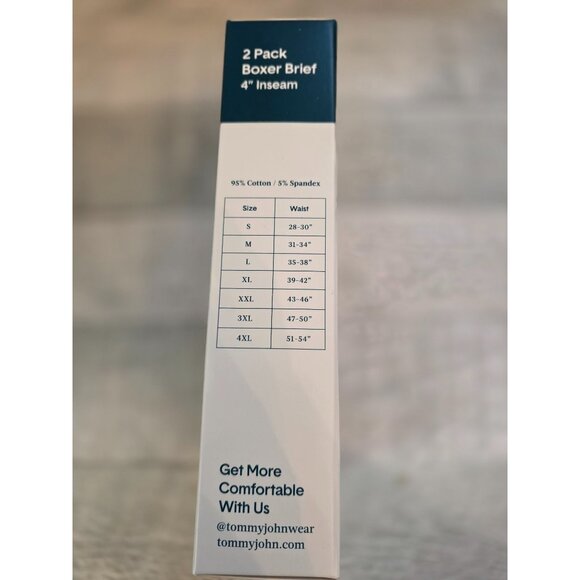 2 Pack
Boxer Brief
4" Inseam
95% Cotton / 5% Spandex
Size Waist
S 28-30"
M 31-34"
L 35-38"
XL 39-42"
XXL 43-46"
3XL 47-50"
4XL 51-54"
Get More
Comfortable
With Us
@tommyjohnwear
tommyjohn.com